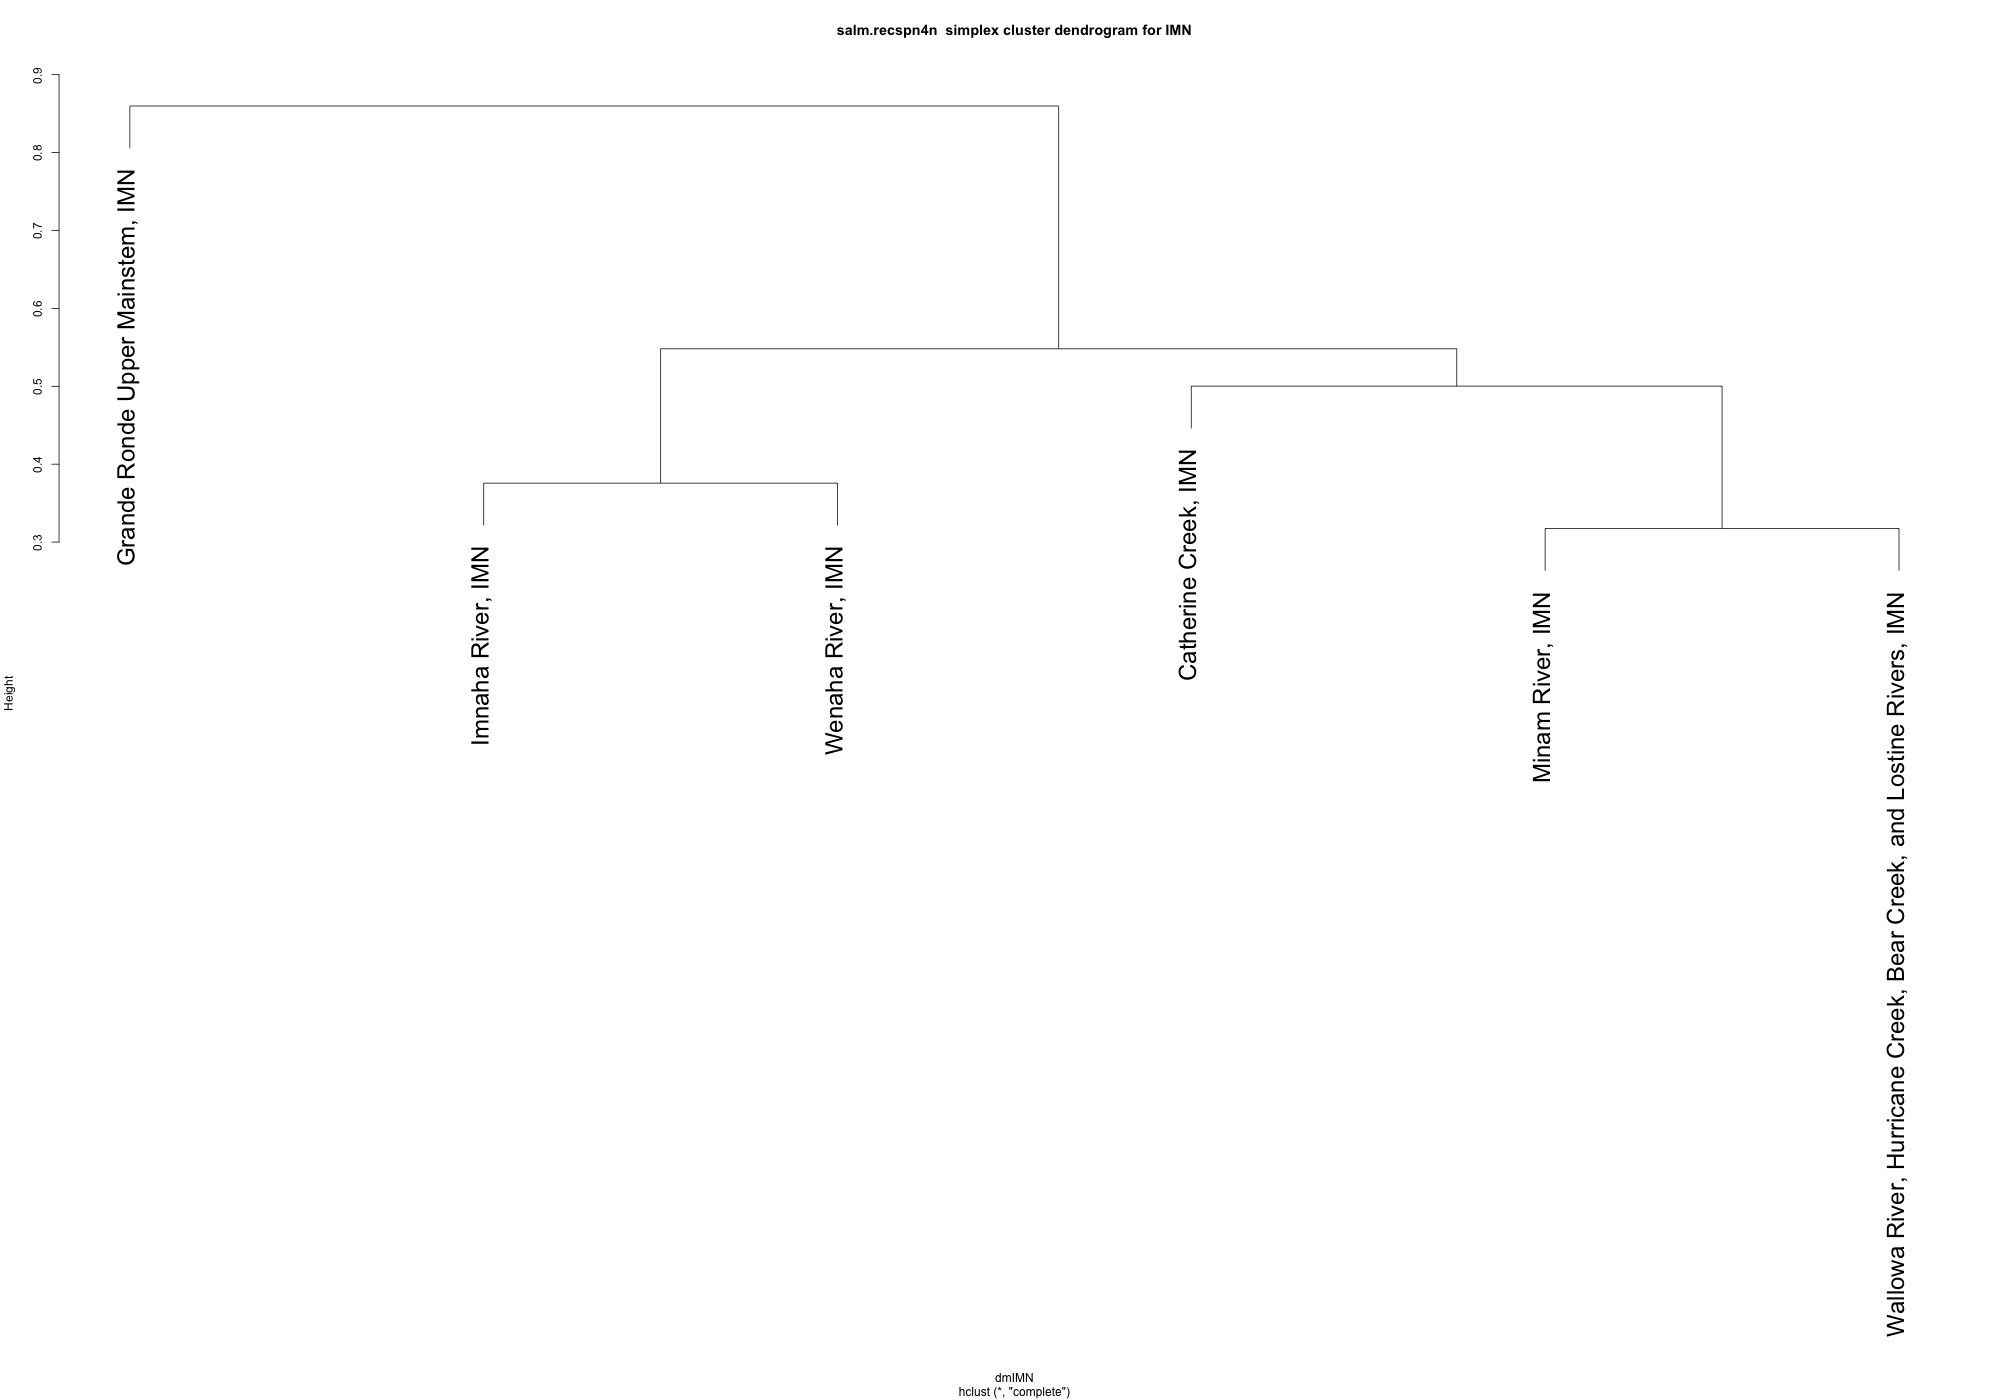 salm.recspn4n  simplex cluster dendrogram for IMN
Height
0.9
0.8
0.7
0.6
0.5
0.4
0.3
Grande Ronde Upper Mainstem, IMN
Imnaha River, IMN
Wenaha River, IMN
Catherine Creek, IMN
Minam River, IMN
Wallowa River, Hurricane Creek, Bear Creek, and Lostine Rivers, IMN
dmIMN
hclust (*, "complete")